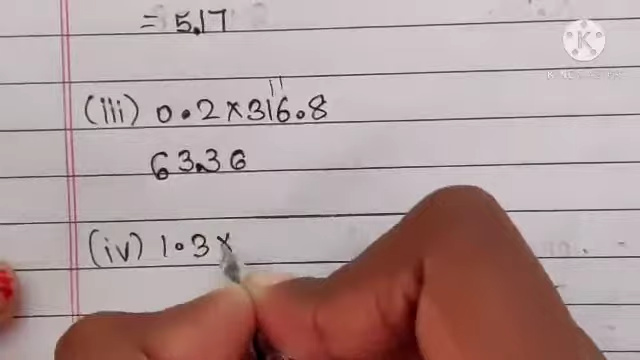 = 5.17
(iii) 0.2×316.8
63.36
(iv) 1.3×